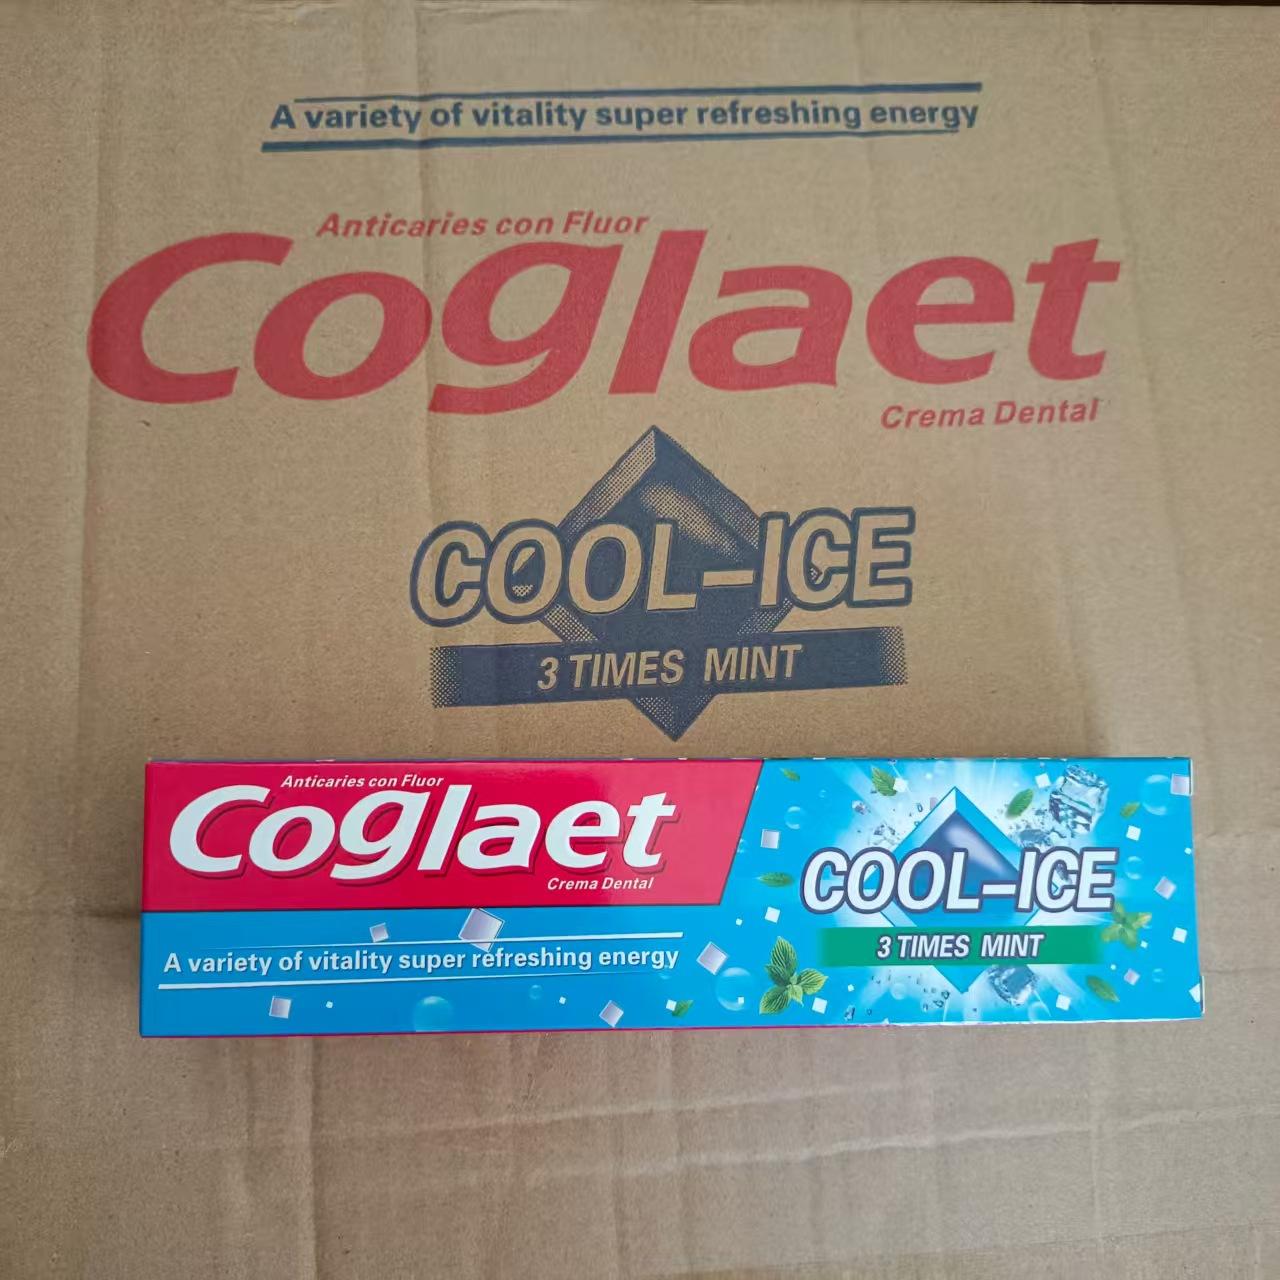 A variety of vitality super refreshing energy
Anticaries con Fluor
Coglaet
Crema Dental
COOL-ICE
3 TIMES MINT
Anticaries con Fluor
Coglaet
Crema Dental
A variety of vitality super refreshing energy
COOL-ICE
3 TIMES MINT